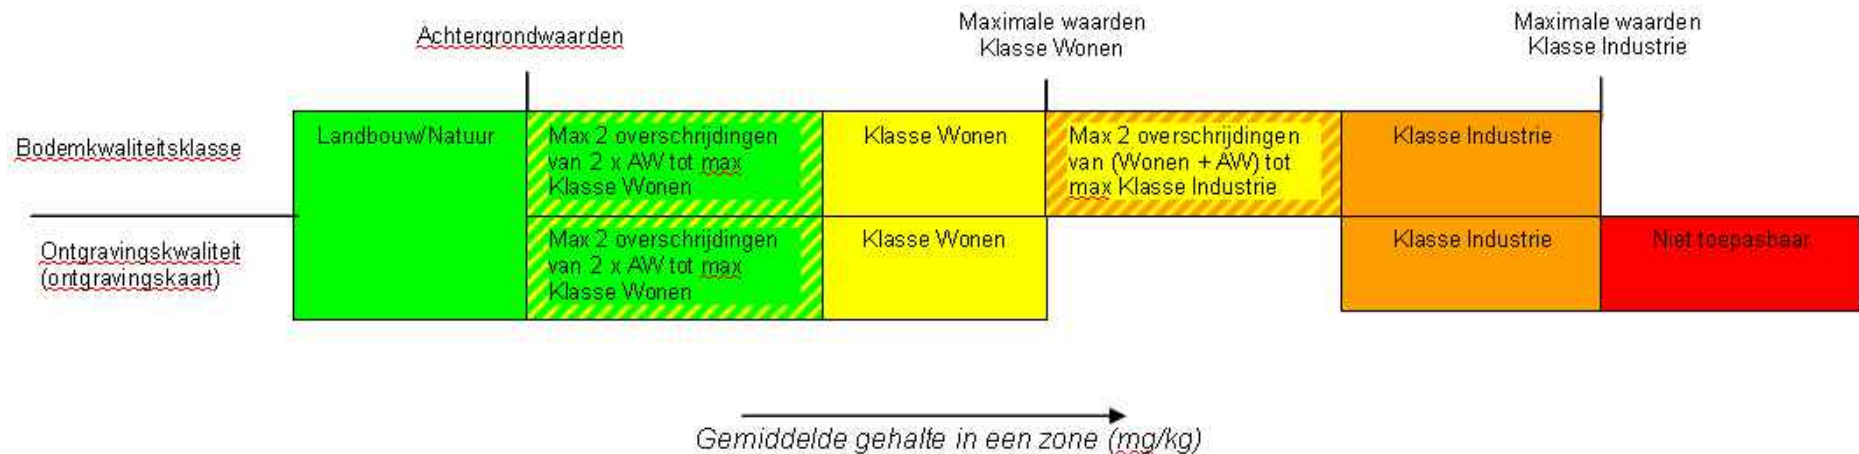 Achtergrondwaarden
Maximale waarden
Klasse Wonen
Maximale waarden
Klasse Industrie
Bodemkwaliteitsklasse
Landbouw/Natuur
Max 2 overschrijdingen
van 2 x AW tot max
Klasse Wonen
Klasse Wonen
Max 2 overschrijdingen
van (Wonen + AW) tot
max Klasse Industrie
Klasse Industrie
Ontgravingskwaliteit
(ontgravingskaart)
Max 2 overschrijdingen
van 2 x AW tot max
Klasse Wonen
Klasse Wonen
Klasse Industrie
Niet toepasbaar
Gemiddelde gehalte in een zone (mg/kg)